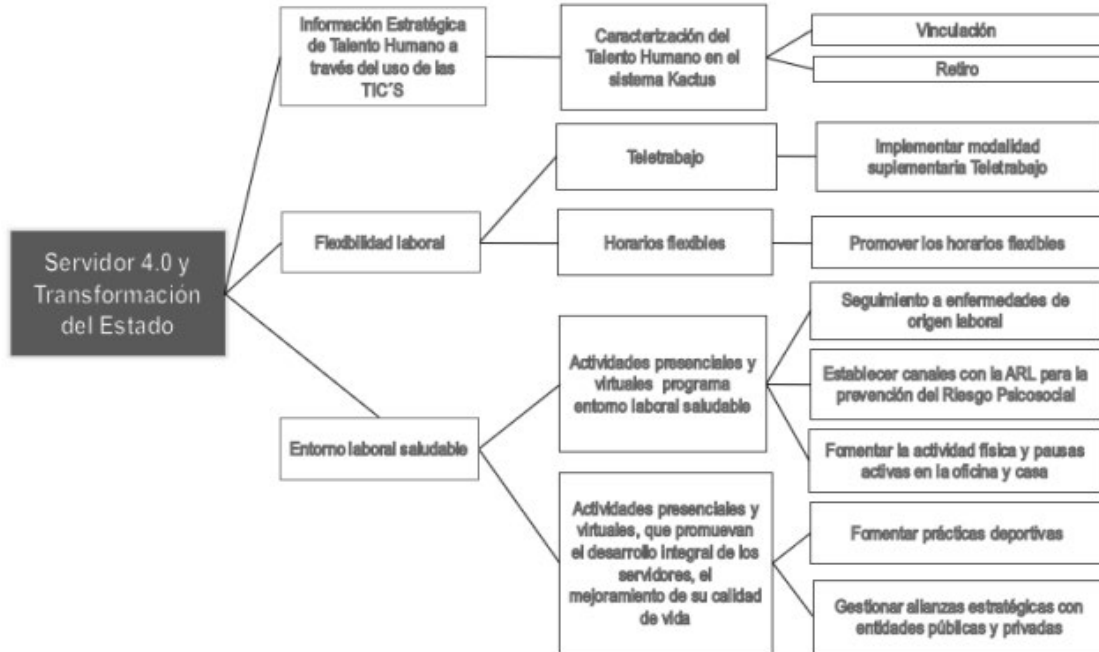 Servidor 4.0 y
Transformación
del Estado
Información Estratégica
de Talento Humano a
través del uso de las
TIC´S
Caracterización del
Talento Humano en el
sistema Kactus
Vinculación
Retiro
Flexibilidad laboral
Teletrabajo
Implementar modalidad
suplementaria Teletrabajo
Horarios flexibles
Promover los horarios flexibles
Entorno laboral saludable
Actividades presenciales y
virtuales programa
entorno laboral saludable
Seguimiento a enfermedades de
origen laboral
Establecer canales con la ARL para la
prevención del Riesgo Psicosocial
Fomentar la actividad física y pausas
activas en la oficina y casa
Actividades presenciales y
virtuales, que promuevan
el desarrollo integral de los
servidores, el
mejoramiento de su calidad
de vida
Fomentar prácticas deportivas
Gestionar alianzas estratégicas con
entidades públicas y privadas